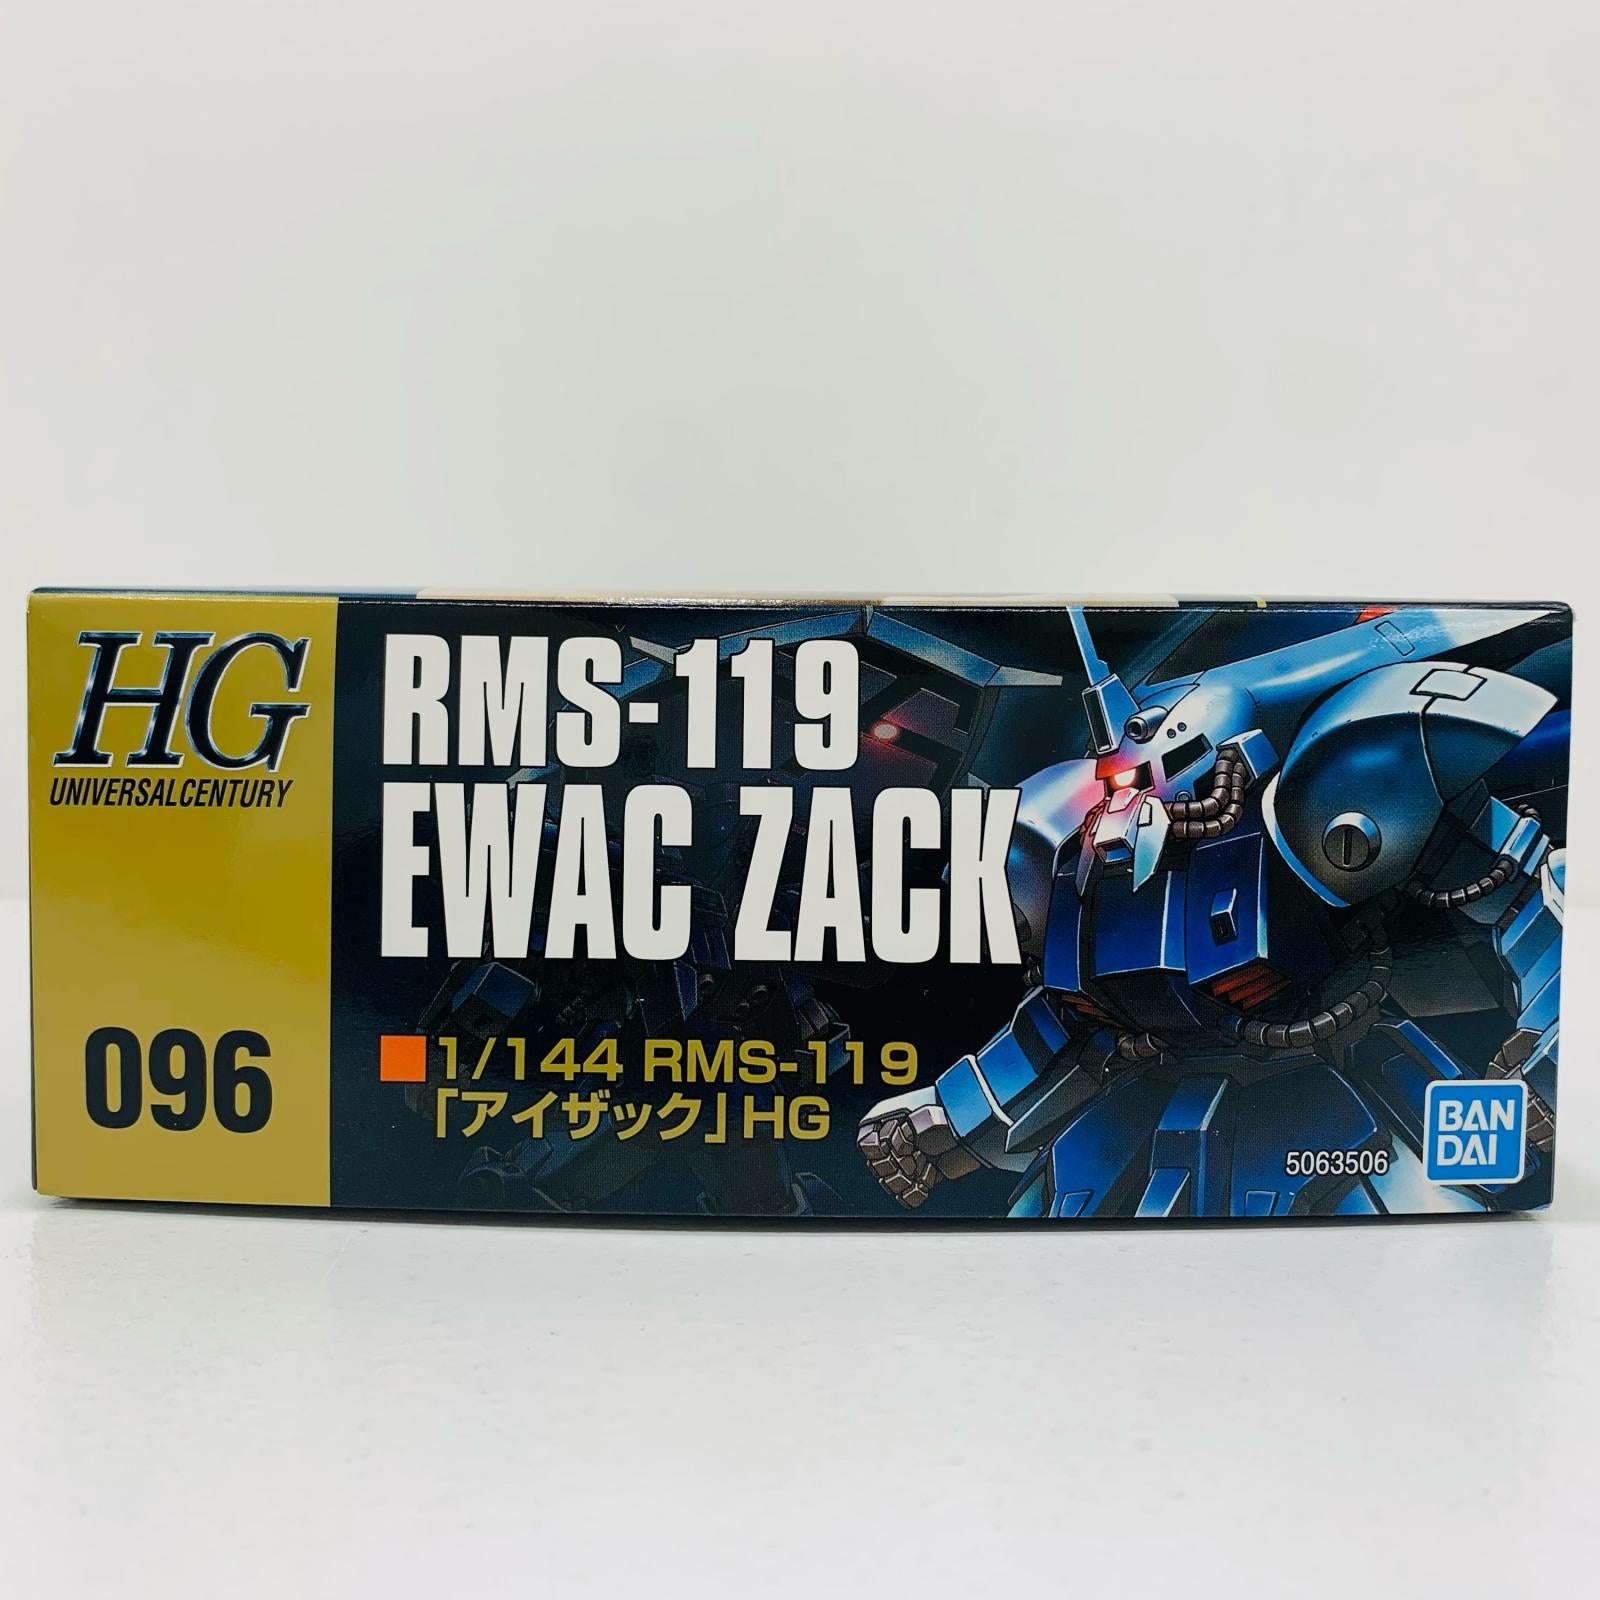 HG
UNIVERSALCENTURY
096
RMS-119
EWAC ZACK
■1/144 RMS-119
「アイザック」HG
5063506
BAN
DAI